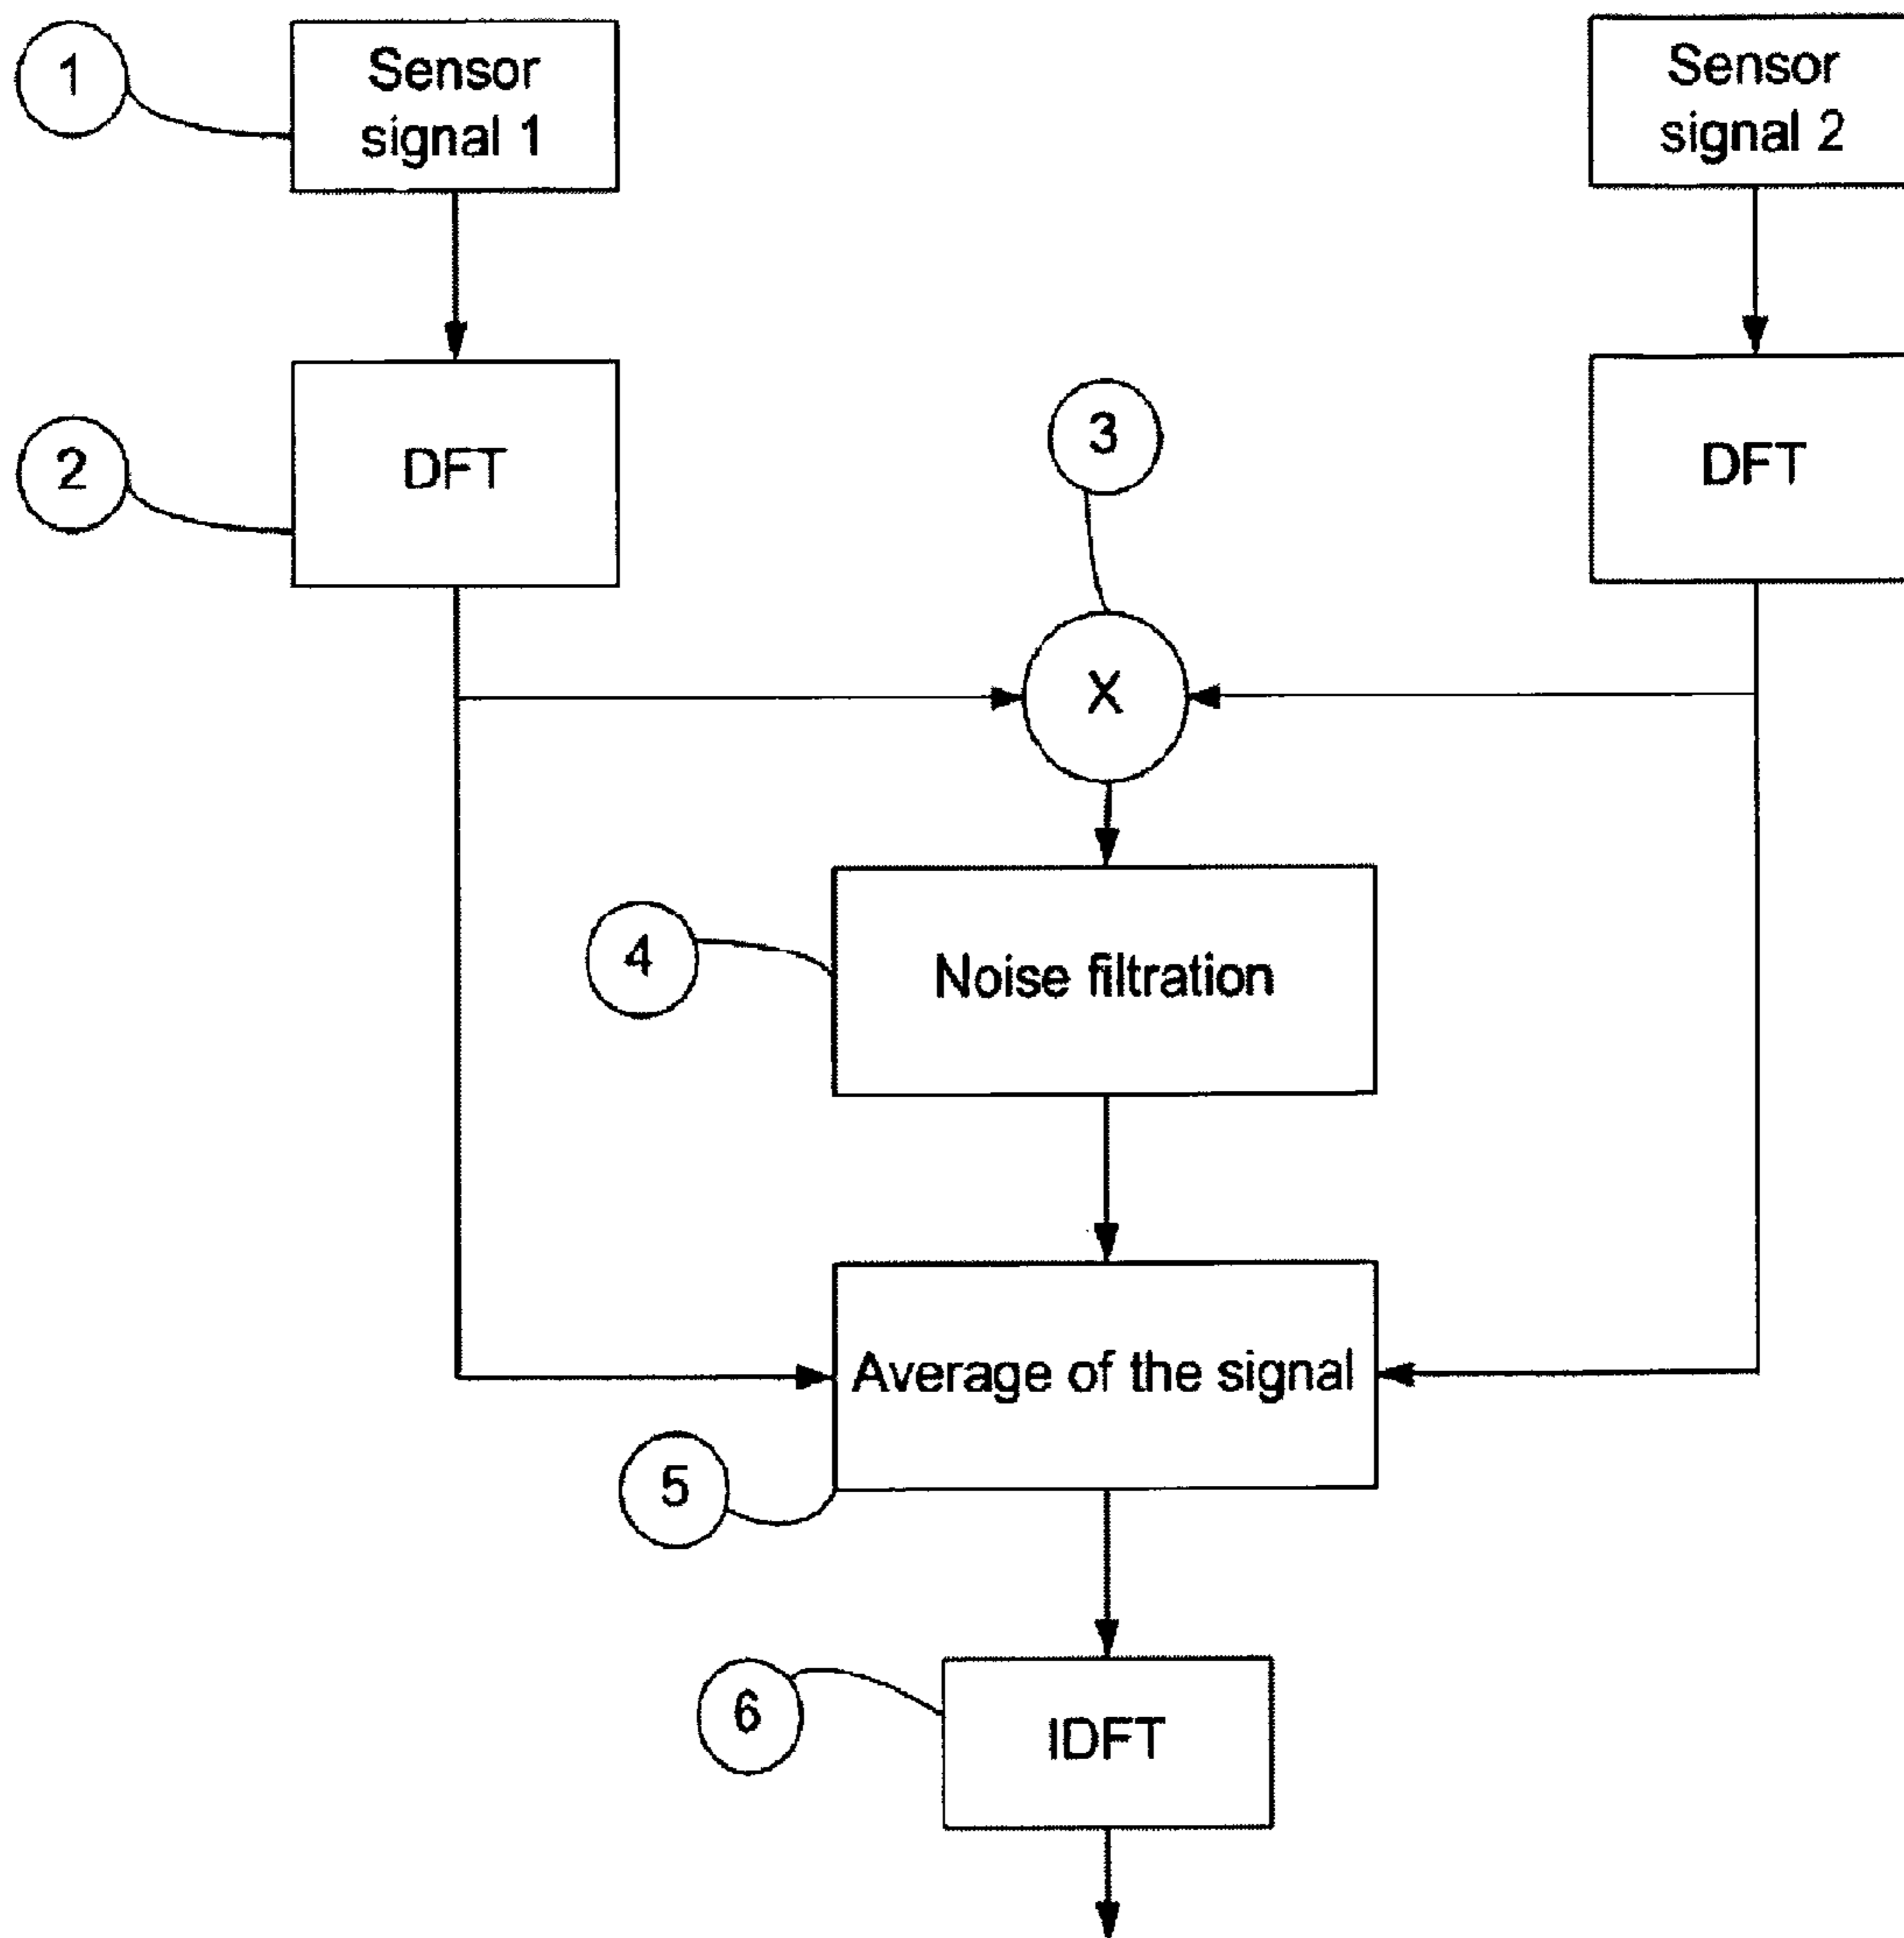 1
Sensor
signal 1
Sensor
signal 2
2
DFT
3
DFT
X
4
Noise filtration
Average of the signal
5
6
IDFT